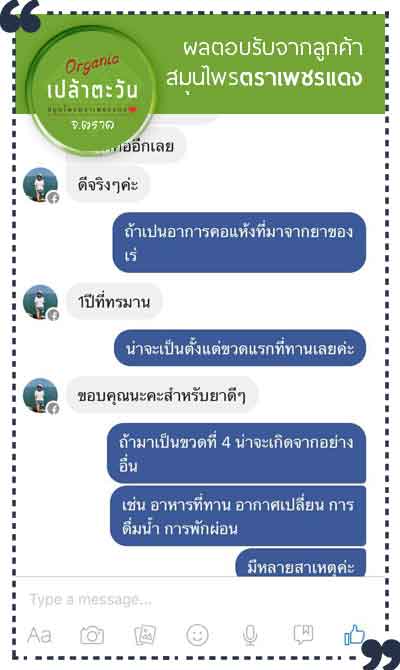 ผลตอบรับจากลูกค้า
สมุนไพรตราเพชรแดง
Organic
เปล้าตะวัน
สมุนไพรตราเพชรแดง
จ.ตราด
ออีกเลย
ดีจริงๆค่ะ
ถ้าเปนอาการคอแห้งที่มาจากยาของ
เร่
1ปีที่ทรมาน
น่าจะเป็นตั้งแต่ขวดแรกที่ทานเลยค่ะ
ขอบคุณนะคะสำหรับยาดีๆ
ถ้ามาเป็นขวดที่ 4 น่าจะเกิดจากอย่าง
อื่น
เช่น อาหารที่ทาน อากาศเปลี่ยน การ
ดื่มน้ำ การพักผ่อน
มีหลายสาเหตุค่ะ
Type a message...
Aa